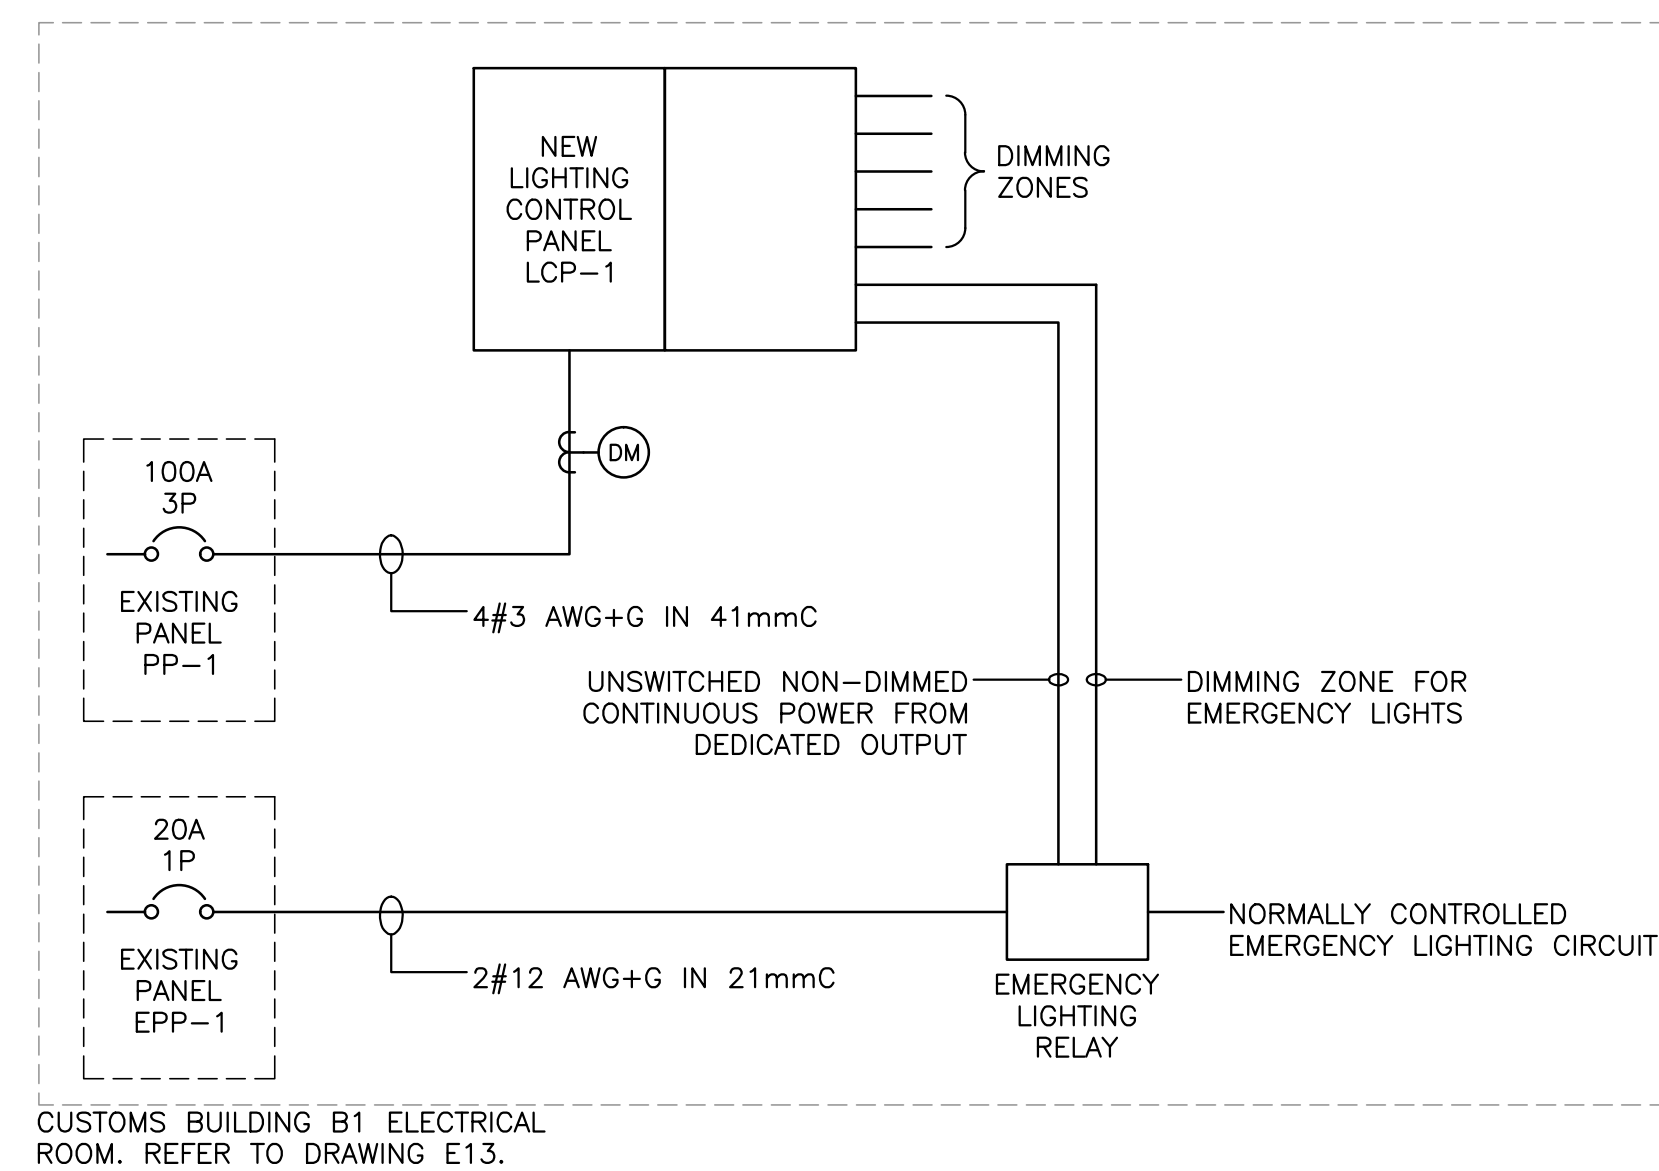 NEW
LIGHTING
CONTROL
PANEL
LCP-1
DIMMING
ZONES
DM
100A
3P
EXISTING
PANEL
PP-1
4#3 AWG+G IN 41mmC
UNSWITCHED NON-DIMMED
CONTINUOUS POWER FROM
DEDICATED OUTPUT
DIMMING ZONE FOR
EMERGENCY LIGHTS
20A
1P
EXISTING
PANEL
EPP-1
2#12 AWG+G IN 21mmC
NORMALLY CONTROLLED
EMERGENCY LIGHTING CIRCUIT
EMERGENCY
LIGHTING
RELAY
CUSTOMS BUILDING B1 ELECTRICAL
ROOM. REFER TO DRAWING E13.